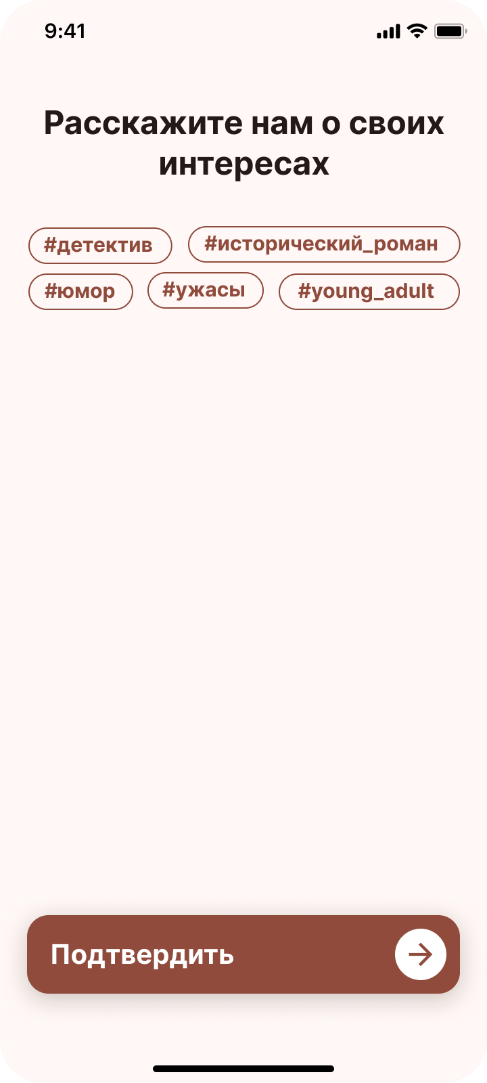 9:41
Расскажите нам о своих
интересах
#детектив #исторический_роман
#юмор #ужасы #young_adult
Подтвердить